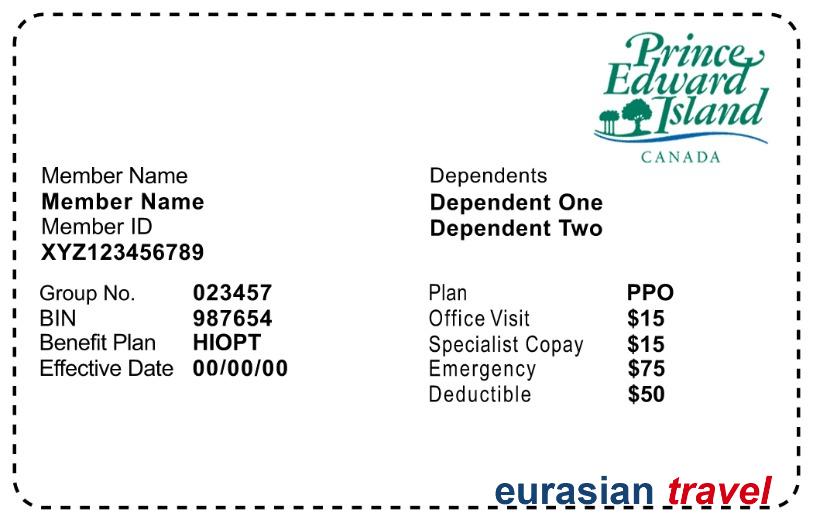 Prince
Edward
Island
CANADA
Member Name
Member Name
Member ID
XYZ123456789
Dependents
Dependent One
Dependent Two
Group No. 023457
BIN 987654
Benefit Plan HIOPT
Effective Date 00/00/00
Plan PPO
Office Visit $15
Specialist Copay $15
Emergency $75
Deductible $50
eurasian travel